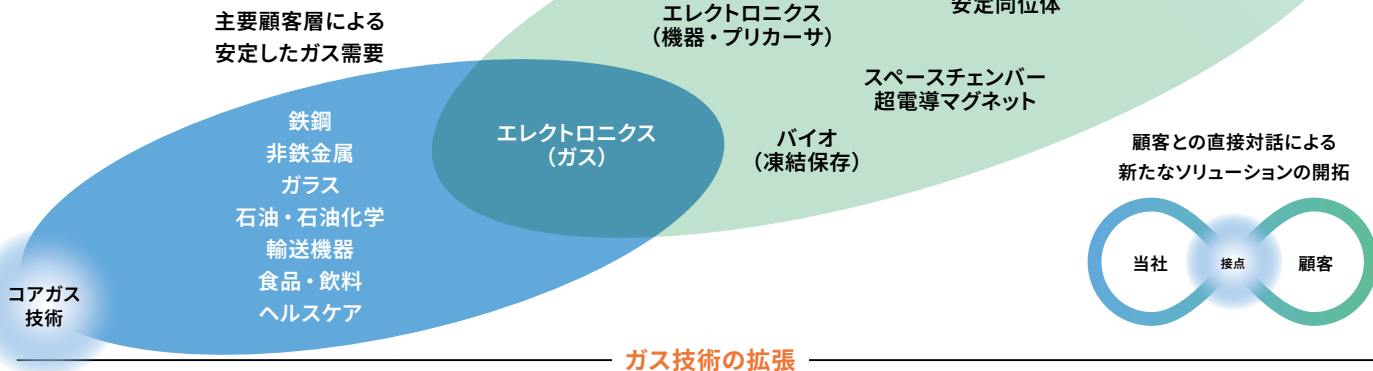 主要顧客層による
安定したガス需要
エレクトロニクス
（機器・プリカーサ）
安定同位体
スペースチェンバー
超電導マグネット
バイオ
（凍結保存）
エレクトロニクス
（ガス）
鉄鋼
非鉄金属
ガラス
石油・石油化学
輸送機器
食品・飲料
ヘルスケア
コアガス
技術
顧客との直接対話による
新たなソリューションの開拓
当社
接点
顧客
ガス技術の拡張